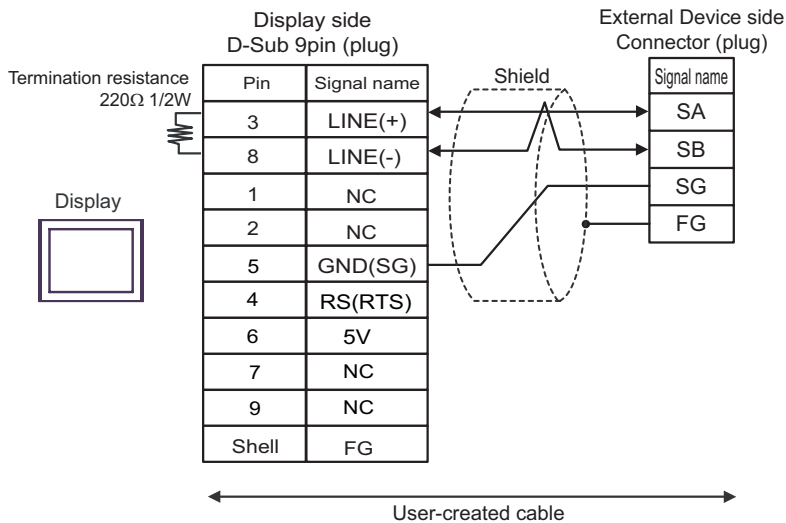 Display side
D-Sub 9pin (plug)
External Device side
Connector (plug)
Termination resistance
220Ω 1/2W
Pin Signal name
Shield
Signal name
3 LINE(+)
SA
8 LINE(-)
SB
1 NC
SG
Display
2 NC
FG
5 GND(SG)
4 RS(RTS)
6 5V
7 NC
9 NC
Shell FG
User-created cable